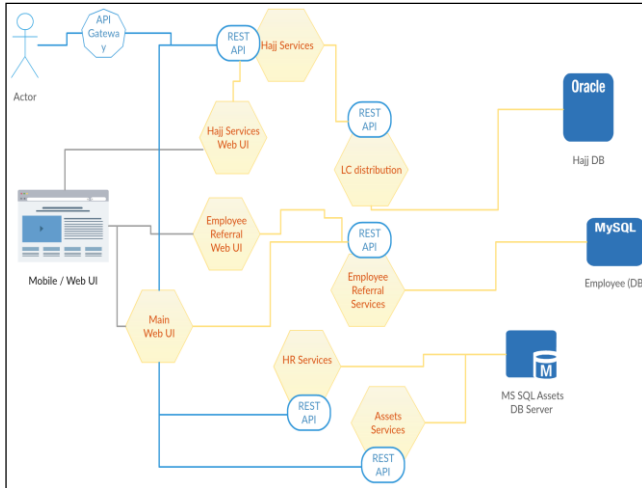 API
Gatewa
y
Actor
REST
API
Hajj Services
Oracle
Hajj DB
REST
API
Hajj Services
Web UI
LC distribution
Mobile / Web UI
Employee
Referral
Web UI
REST
API
MySQL
Employee (DB
Employee
Referral
Services
Main
Web UI
HR Services
REST
API
M
MS SQL Assets
DB Server
Assets
Services
REST
API